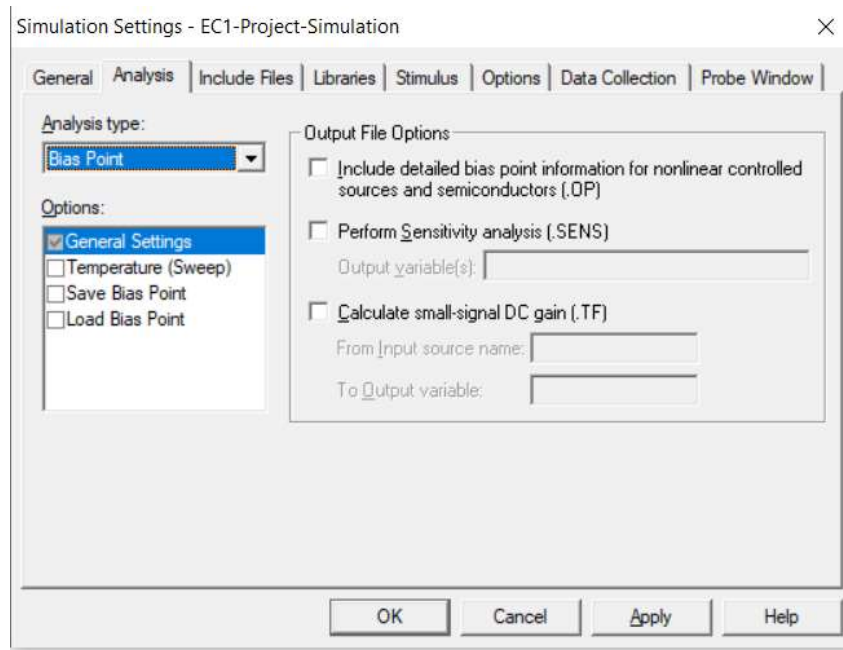 Simulation Settings - EC1-Project-Simulation
General
Analysis
Include Files
Libraries
Stimulus
Options
Data Collection
Probe Window
Analysis type:
Bias Point
Options:
General Settings
Temperature (Sweep)
Save Bias Point
Load Bias Point
Output File Options
Include detailed bias point information for nonlinear controlled
sources and semiconductors (.OP)
Perform Sensitivity analysis (.SENS)
Output variable(s):
Calculate small-signal DC gain (.TF)
From Input source name:
To Output variable:
OK
Cancel
Apply
Help